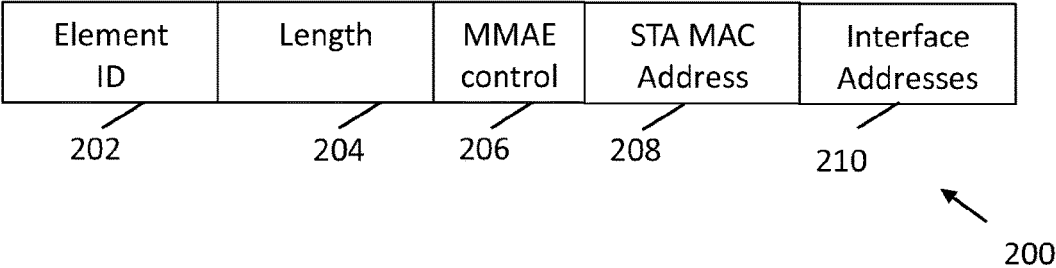 Element Length MMAE STA MAC Interface
ID control Address Addresses
202 204 206 208 210
200